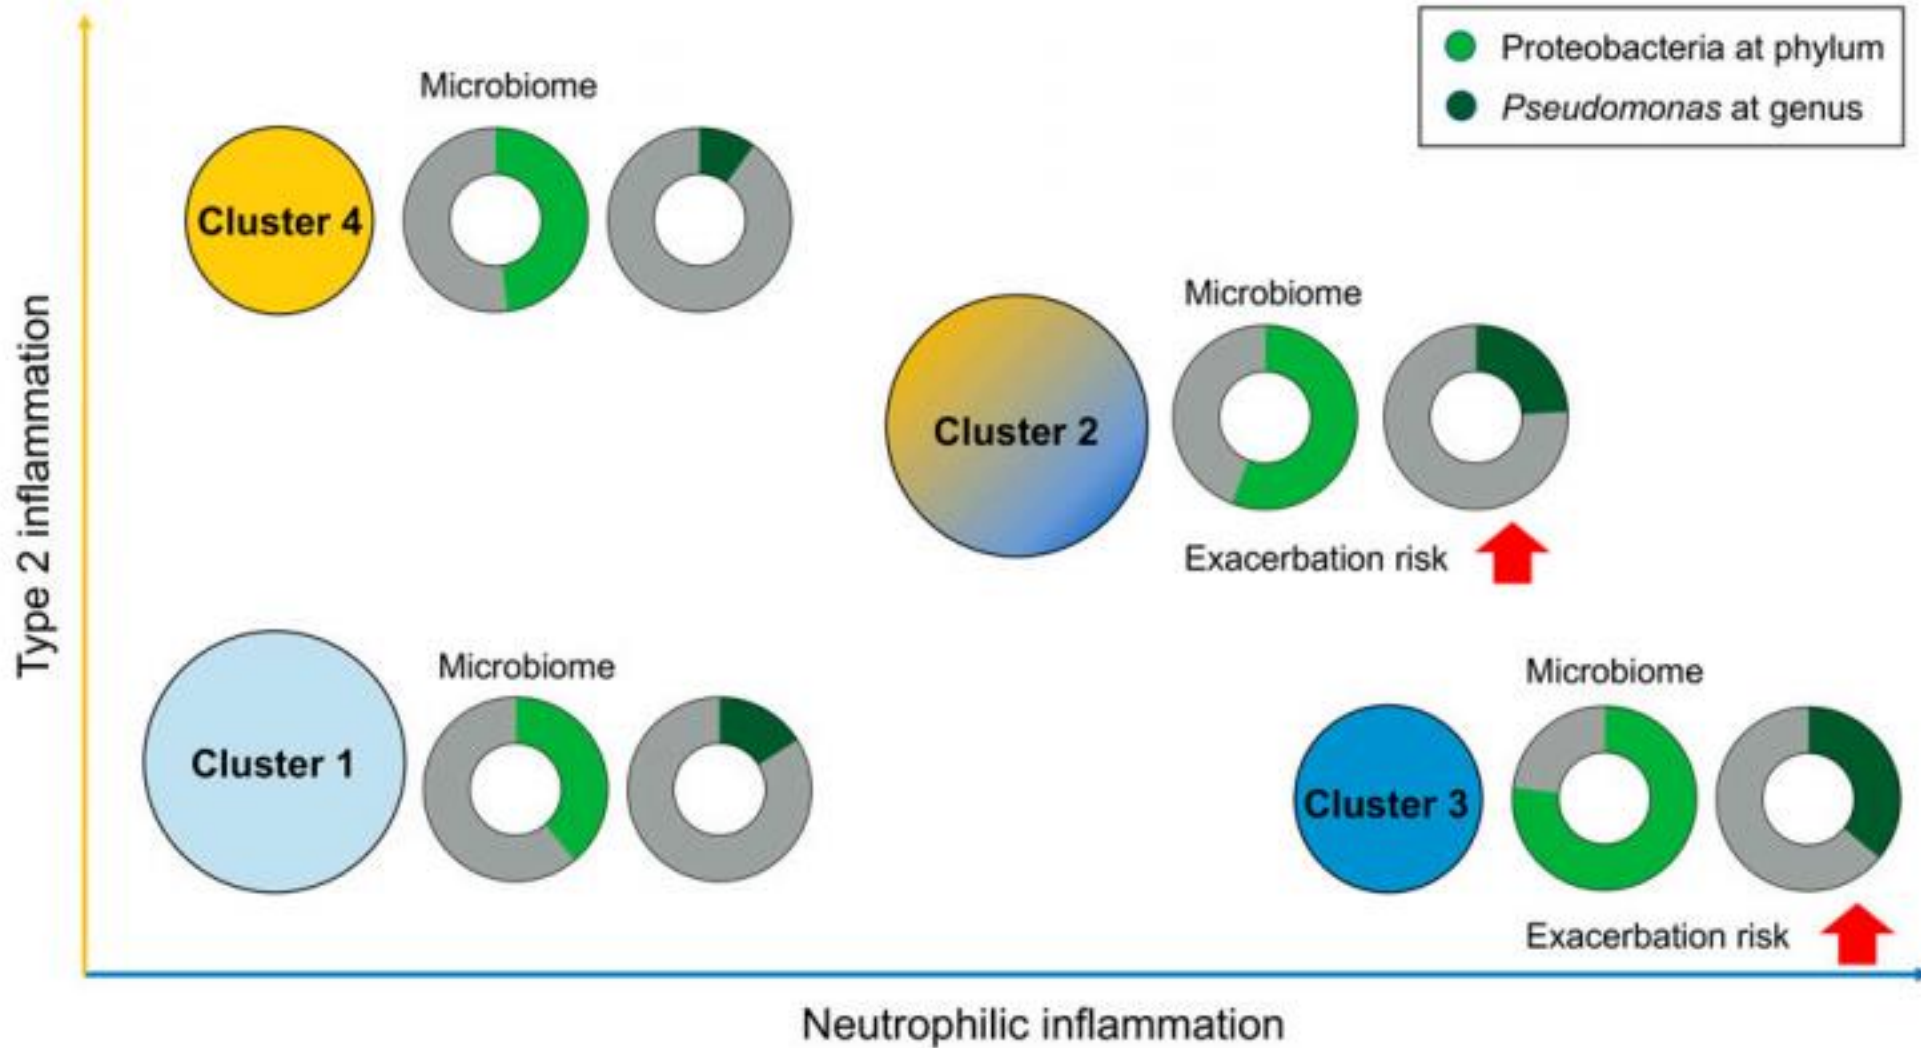 Proteobacteria at phylum
Pseudomonas at genus
Microbiome
Cluster 4
Microbiome
Cluster 2
Exacerbation risk
Type 2 inflammation
Microbiome
Cluster 1
Microbiome
Cluster 3
Exacerbation risk
Neutrophilic inflammation